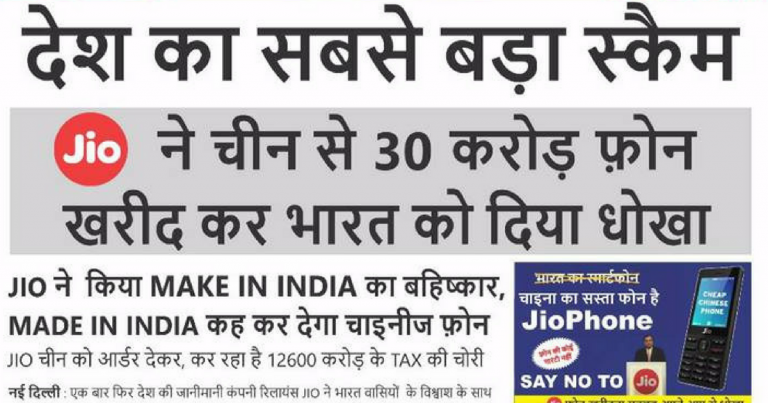 देश का सबसे बड़ा स्कैम
Jio ने चीन से 30 करोड़ फ़ोन
खरीद कर भारत को दिया धोखा
JIO ने किया MAKE IN INDIA का बहिष्कार,
MADE IN INDIA कह कर देगा चाइनीज फ़ोन
JIO चीन को आर्डर देकर, कर रहा है 12600 करोड़ के TAX की चोरी
नई दिल्ली : एक बार फिर देश की जानीमानी कंपनी रिलायंस JIO ने भारत वासियों के विश्वाश के साथ
भारत का स्मार्टफोन
चाइना का सस्ता फोन है
JioPhone
CHEAP
CHINESE
PHONE
Jio
SAY NO TO Jio